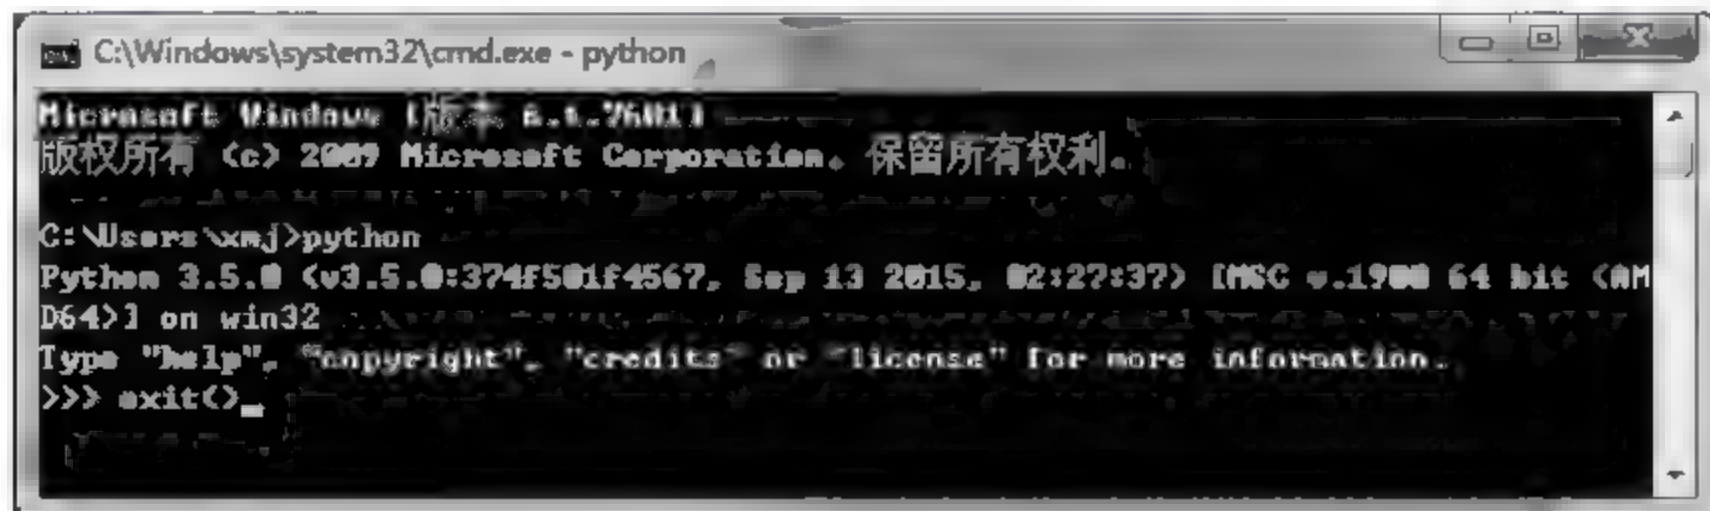 C:\Windows\system32\cmd.exe - python
Microsoft Windows [版本 6.1.7601]
版权所有 (c) 2009 Microsoft Corporation。保留所有权利。
C:\Users\xmj>python
Python 3.5.0 (v3.5.0:374f501f4567, Sep 13 2015, 02:27:37) [MSC v.1900 64 bit (AM
D64)] on win32
Type "help", "copyright", "credits" or "license" for more information.
>>> exit()_